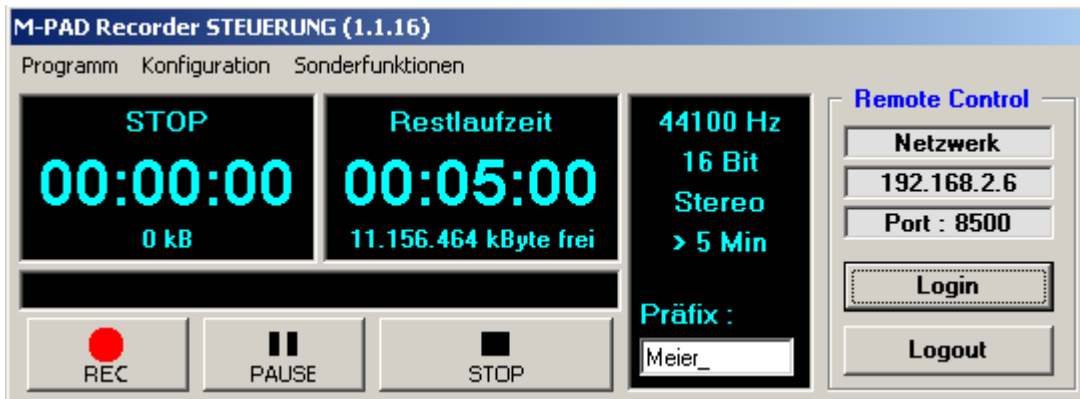 M-PAD Recorder STEUERUNG (1.1.16)
Programm Konfiguration Sonderfunktionen
STOP
00:00:00
0 kB
Restlaufzeit
00:05:00
11.156.464 kByte frei
44100 Hz
16 Bit
Stereo
> 5 Min
Präfix :
Meier_
Remote Control
Netzwerk
192.168.2.6
Port : 8500
Login
Logout
REC
PAUSE
STOP